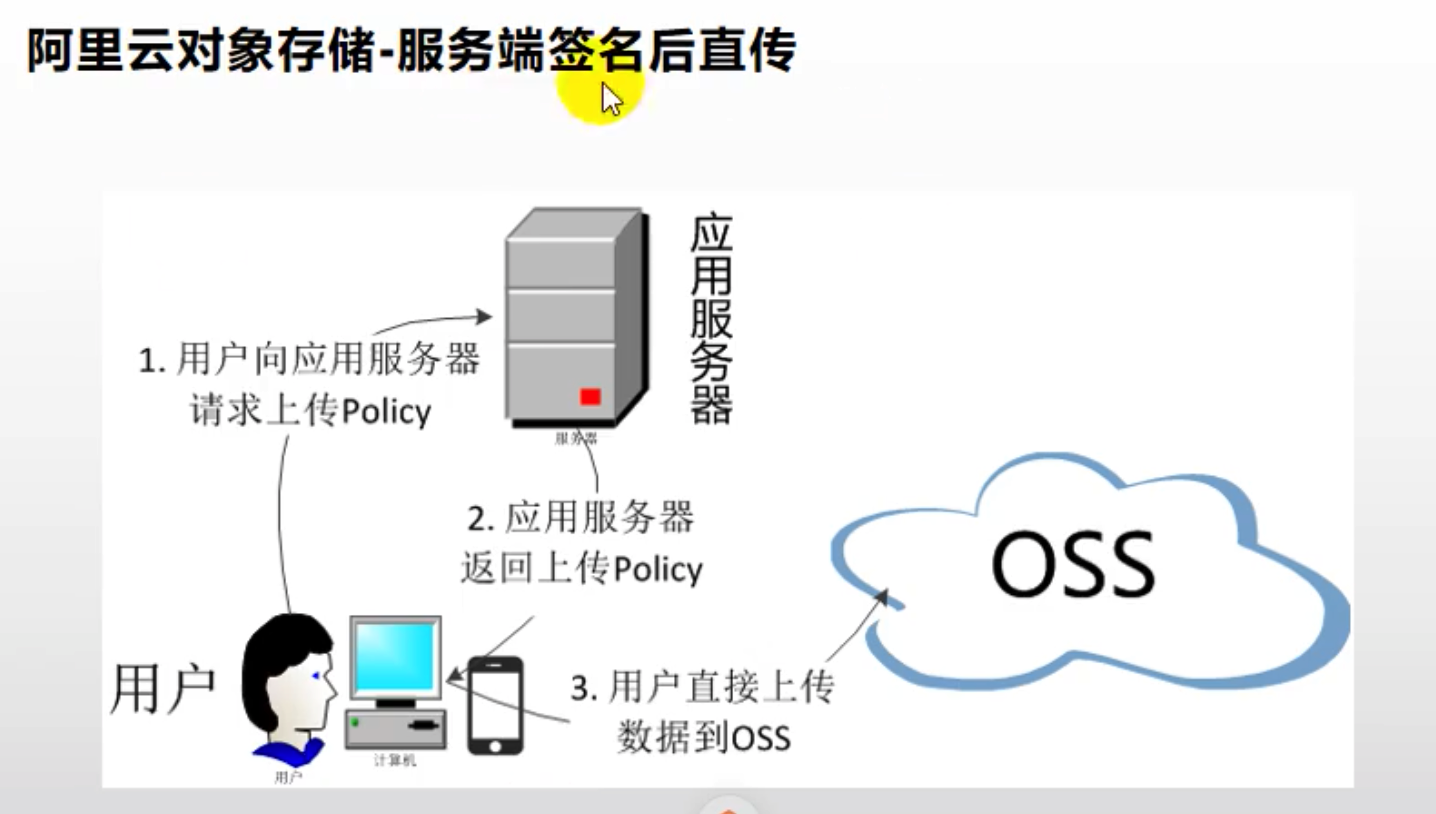 阿里云对象存储-服务端签名后直传
应用服务器
1. 用户向应用服务器
请求上传Policy
服务器
2. 应用服务器
返回上传Policy
OSS
用户
3. 用户直接上传
数据到OSS
计算机
用户